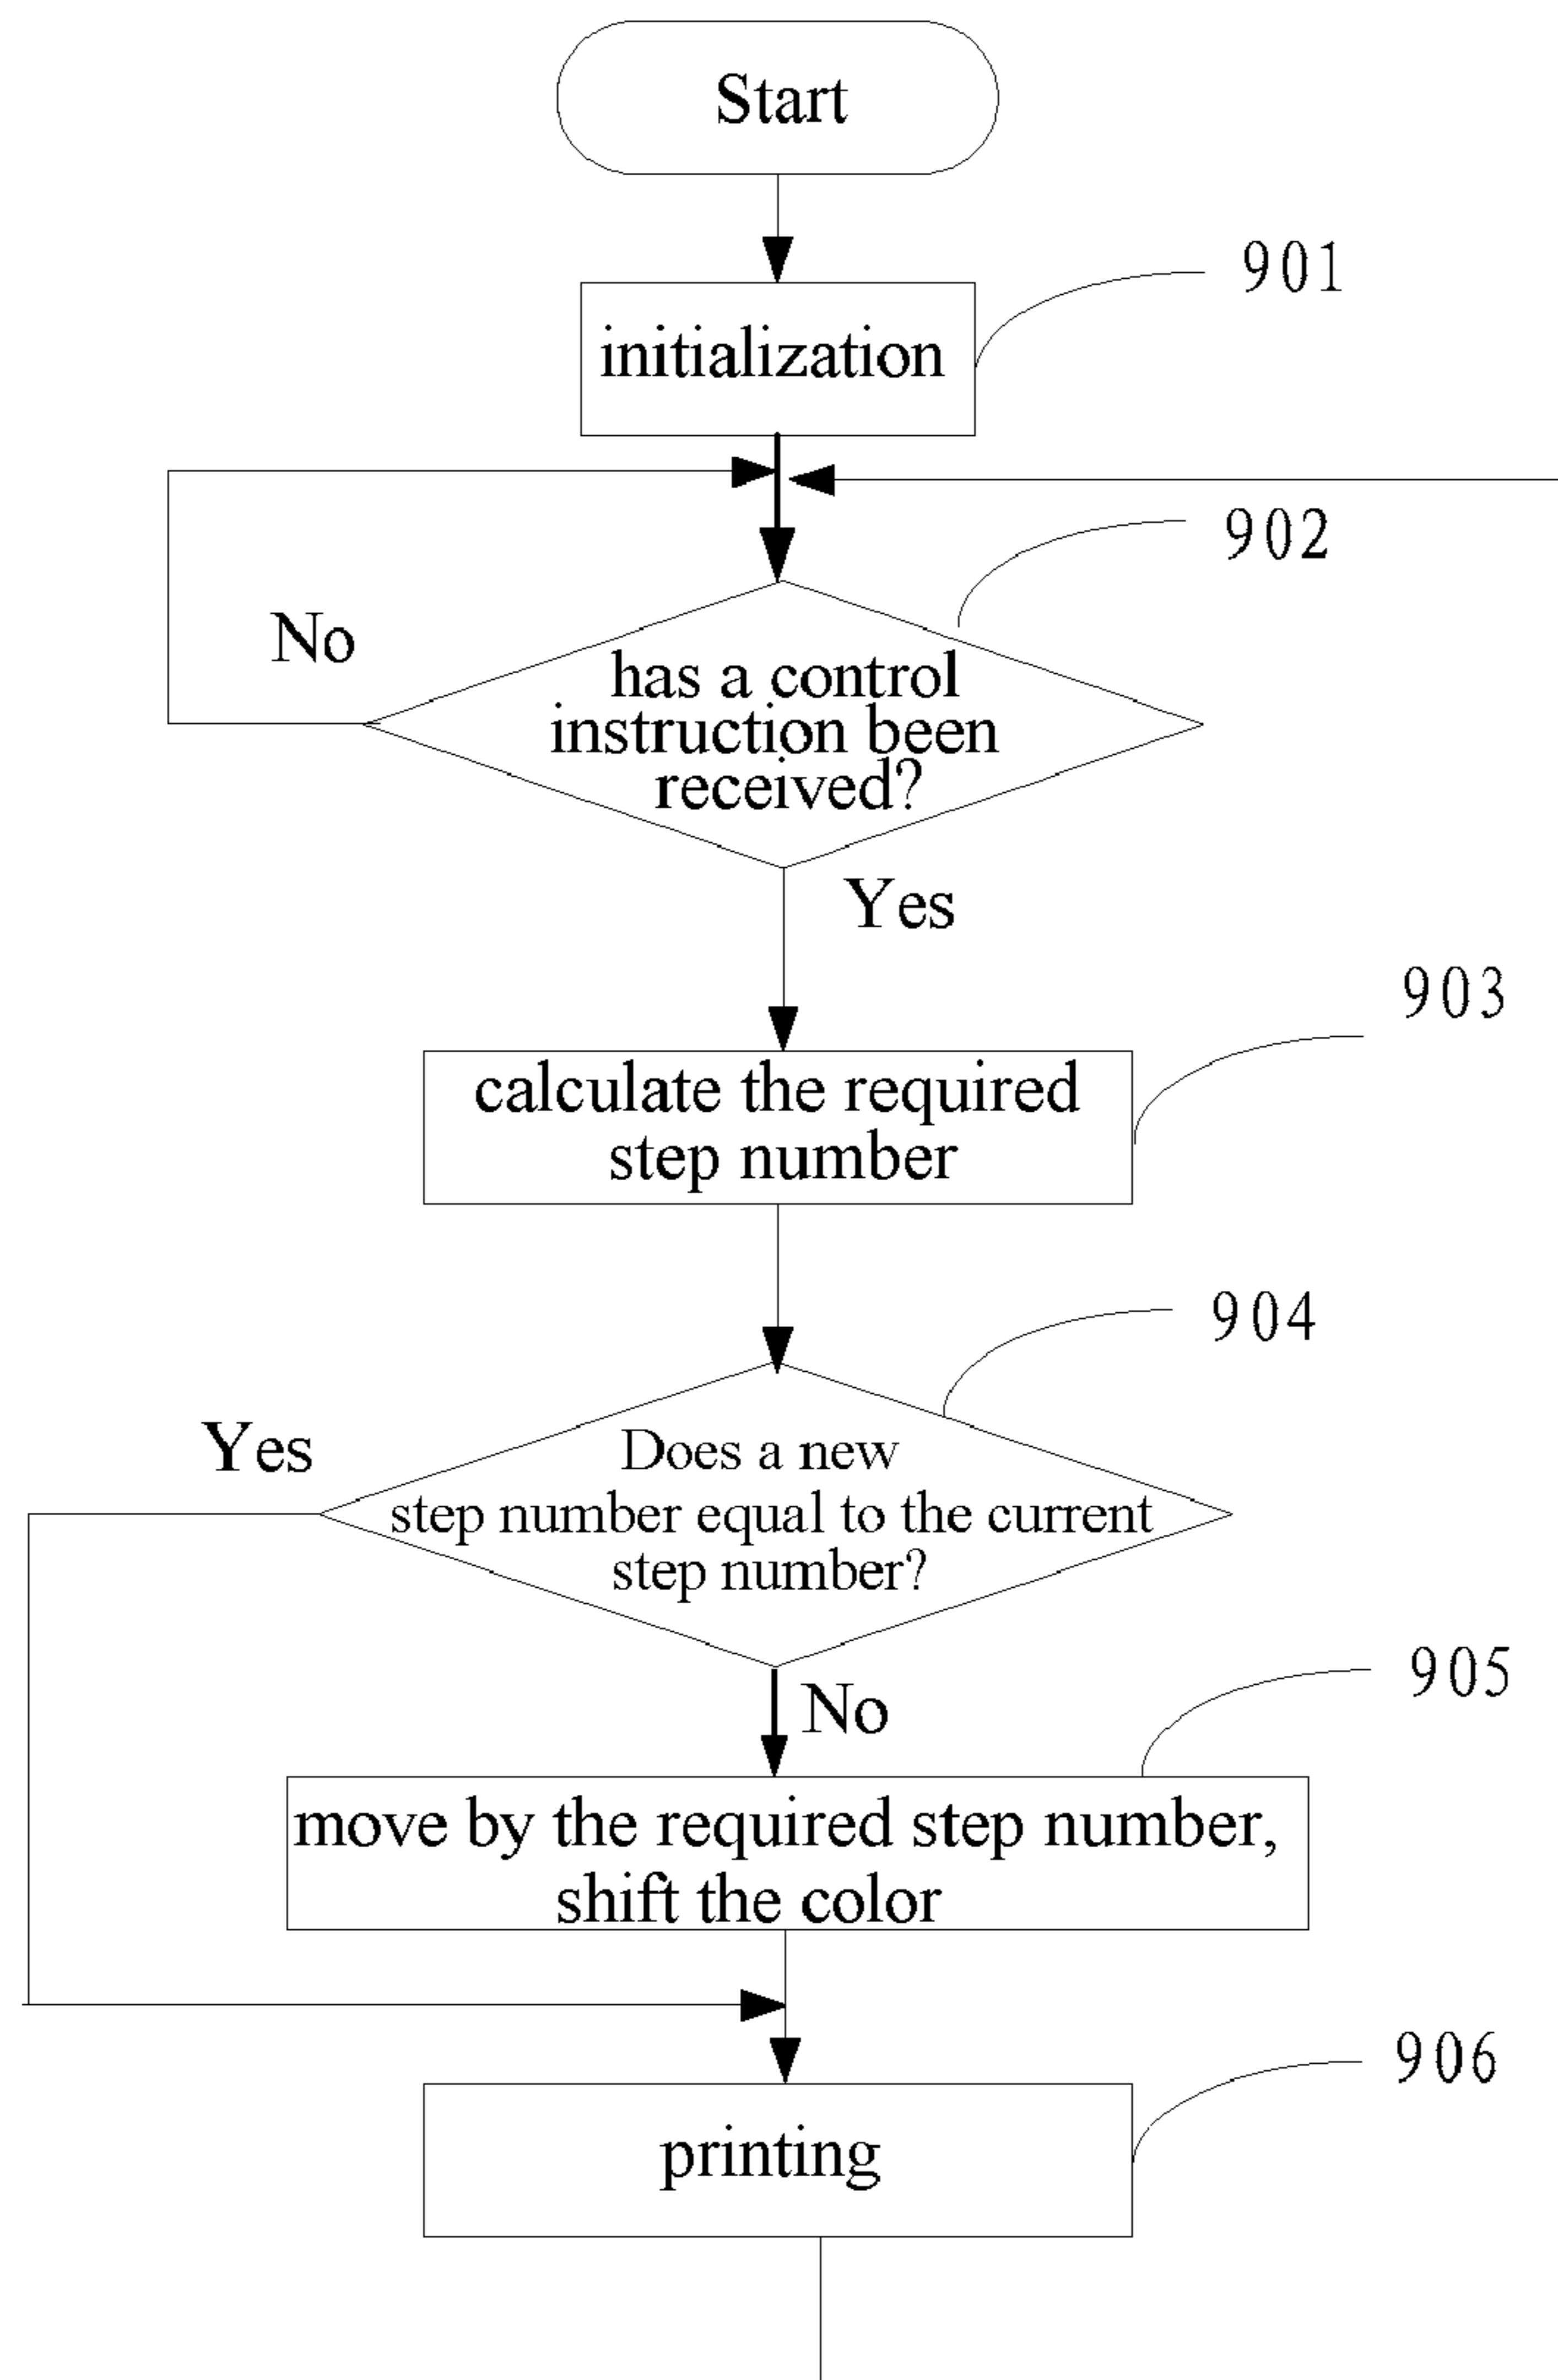 Start
901
initialization
902
No
has a control
instruction been
received?
Yes
903
calculate the required
step number
904
Yes
Does a new
step number equal to the current
step number?
905
No
move by the required step number,
shift the color
906
printing